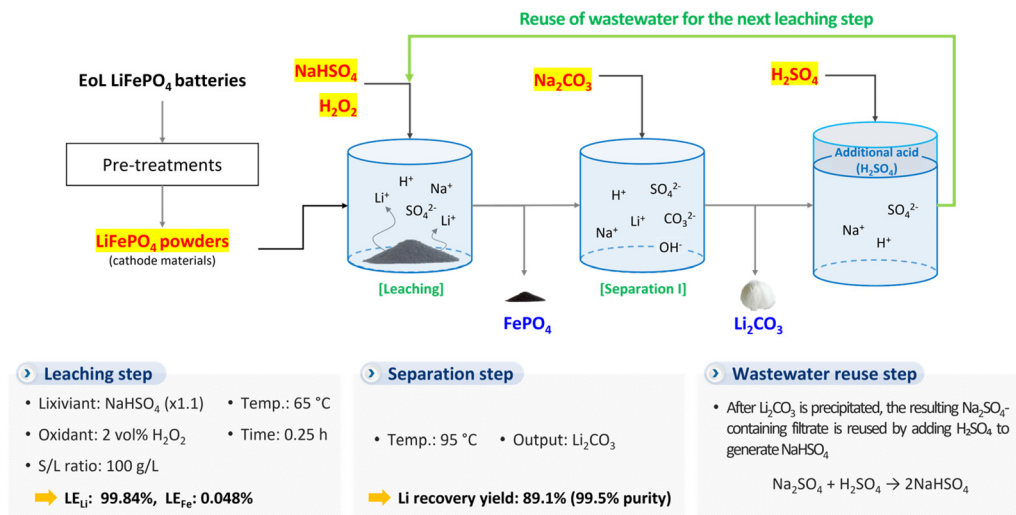 Reuse of wastewater for the next leaching step
EoL LiFePO₄ batteries
Pre-treatments
LiFePO₄ powders
(cathode materials)
NaHSO₄
H₂O₂
H⁺
Na⁺
Li⁺
SO₄²⁻
Li⁺
[Leaching]
FePO₄
Na₂CO₃
H⁺
SO₄²⁻
Li⁺
CO₃²⁻
Na⁺
OH⁻
[Separation I]
Li₂CO₃
H₂SO₄
Additional acid
(H₂SO₄)
SO₄²⁻
Na⁺
H⁺
Leaching step
• Lixiviant: NaHSO₄ (x1.1)
• Temp.: 65 °C
• Oxidant: 2 vol% H₂O₂
• Time: 0.25 h
• S/L ratio: 100 g/L
LE_Li: 99.84%, LE_Fe: 0.048%
Separation step
• Temp.: 95 °C
• Output: Li₂CO₃
Li recovery yield: 89.1% (99.5% purity)
Wastewater reuse step
• After Li₂CO₃ is precipitated, the resulting Na₂SO₄-
containing filtrate is reused by adding H₂SO₄ to
generate NaHSO₄
Na₂SO₄ + H₂SO₄ → 2NaHSO₄